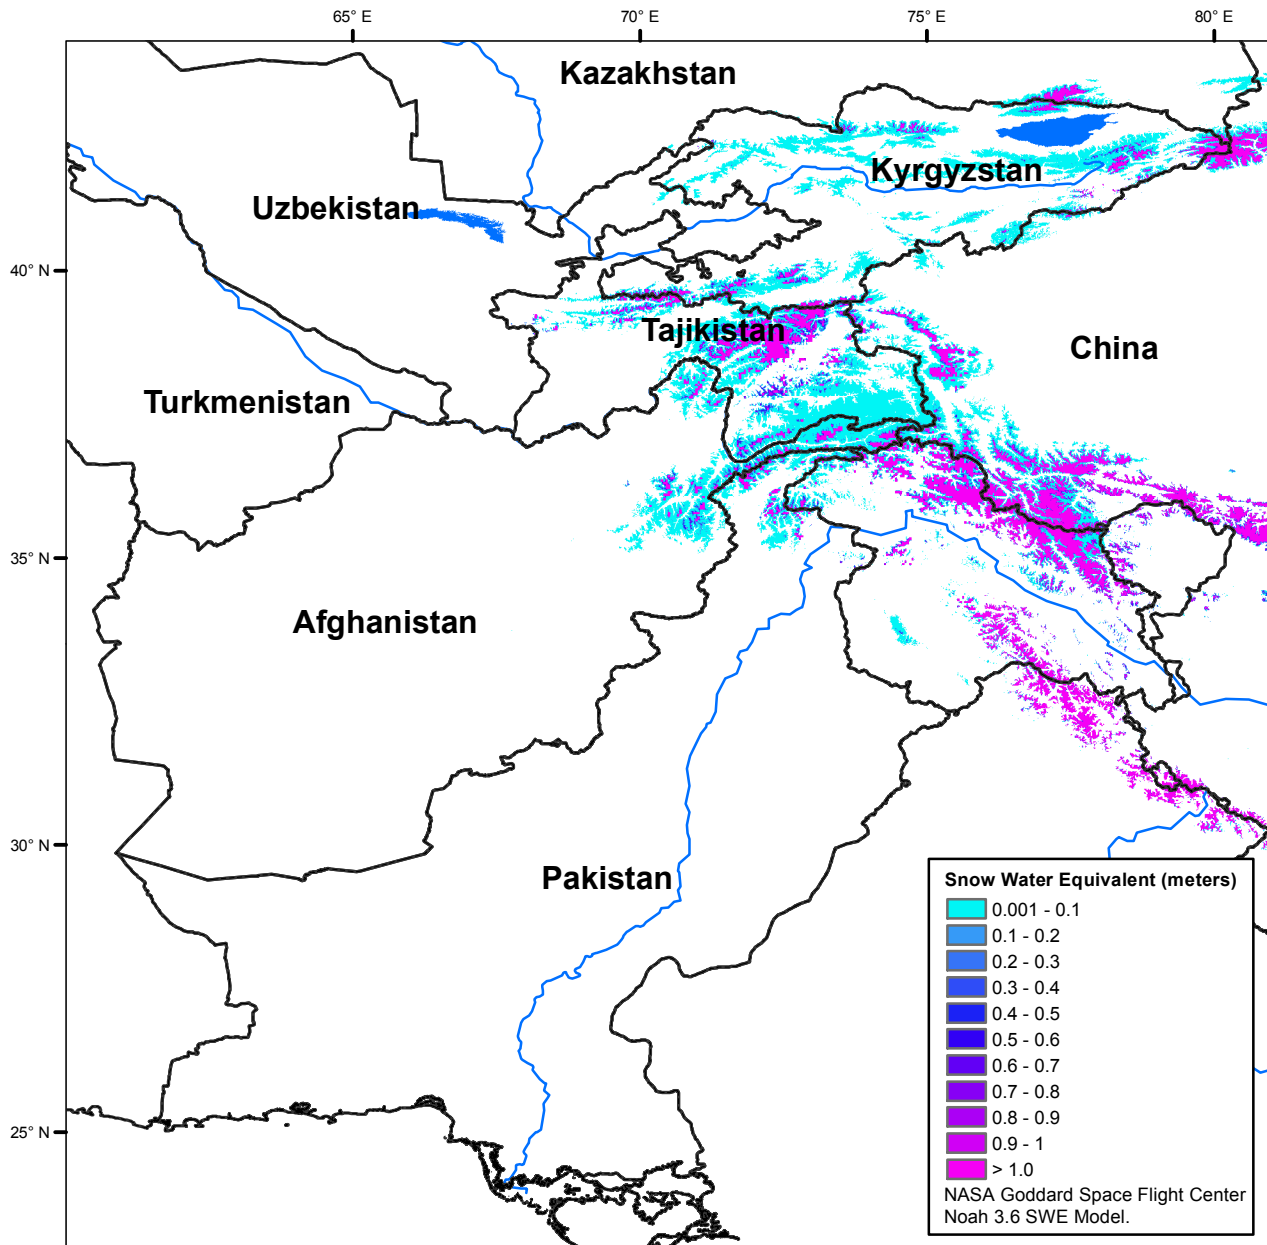 65° E
70° E
75° E
80° E
Kazakhstan
Kyrgyzstan
Uzbekistan
40° N
Tajikistan
China
Turkmenistan
35° N
Afghanistan
30° N
Pakistan
Snow Water Equivalent (meters)
0.001 - 0.1
0.1 - 0.2
0.2 - 0.3
0.3 - 0.4
0.4 - 0.5
0.5 - 0.6
0.6 - 0.7
0.7 - 0.8
0.8 - 0.9
0.9 - 1
> 1.0
NASA Goddard Space Flight Center
Noah 3.6 SWE Model.
25° N